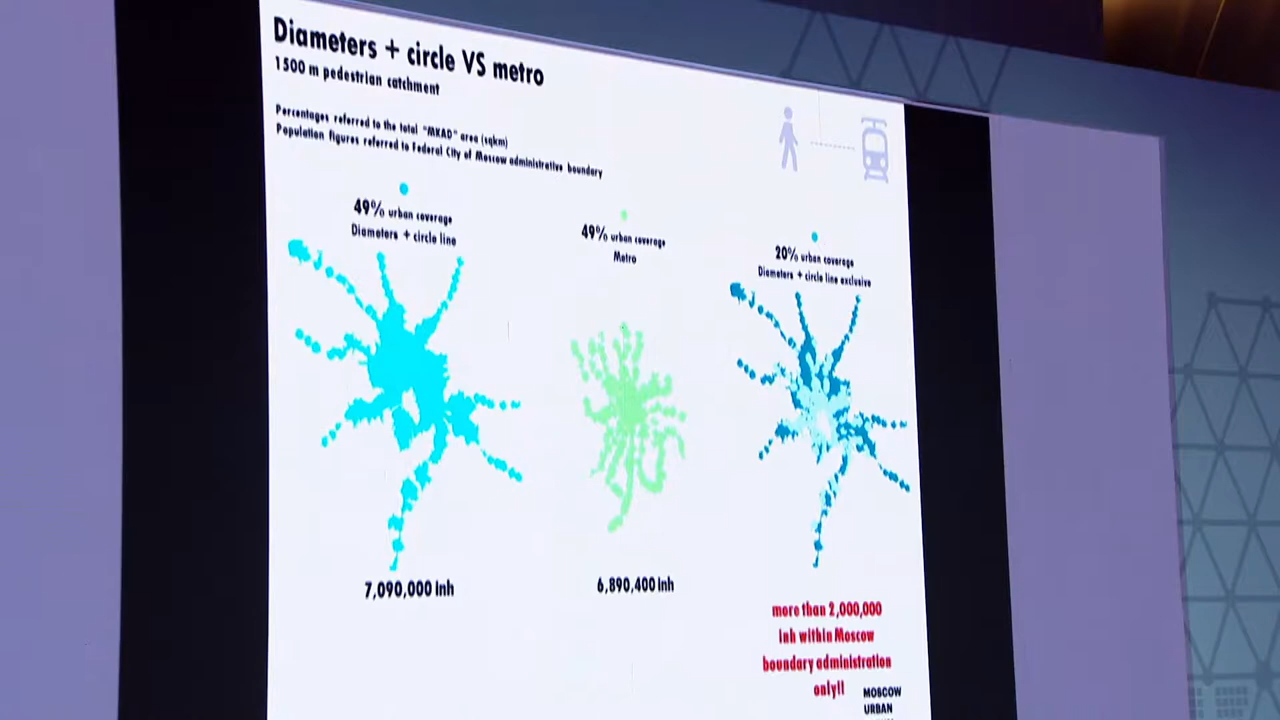 Diameters + circle VS metro
1500 m pedestrian catchment
Percentages referred to the total "MKAD" area (sqkm)
Population figures referred to Federal City of Moscow administrative boundary
49% urban coverage
Diameters + circle line
49% urban coverage
Metro
20% urban coverage
Diameters + circle line exclusive
7,090,000 inh
6,890,400 inh
more than 2,000,000
inh within Moscow
boundary administration
only!!
MOSCOW
URBAN